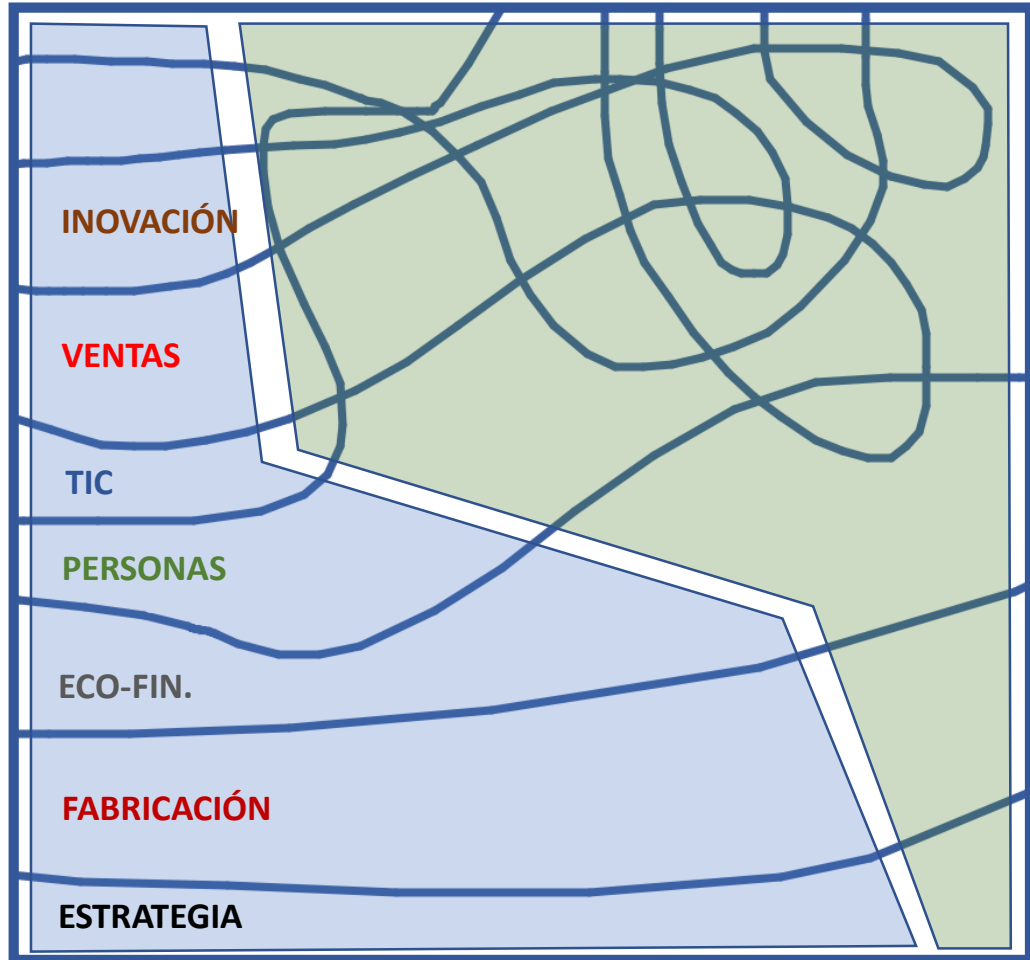 INOVACIÓN
VENTAS
TIC
PERSONAS
ECO-FIN.
FABRICACIÓN
ESTRATEGIA